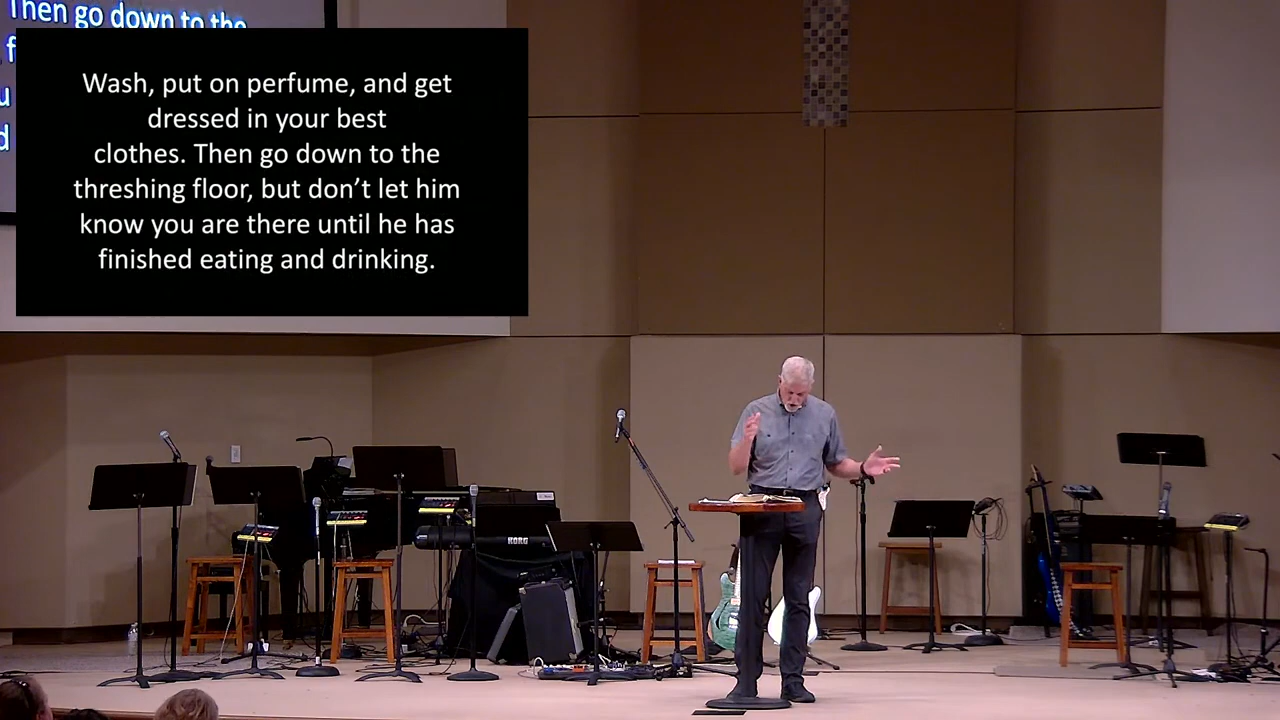 Then go down to the
Wash, put on perfume, and get
dressed in your best
clothes. Then go down to the
threshing floor, but don’t let him
know you are there until he has
finished eating and drinking.
KORG